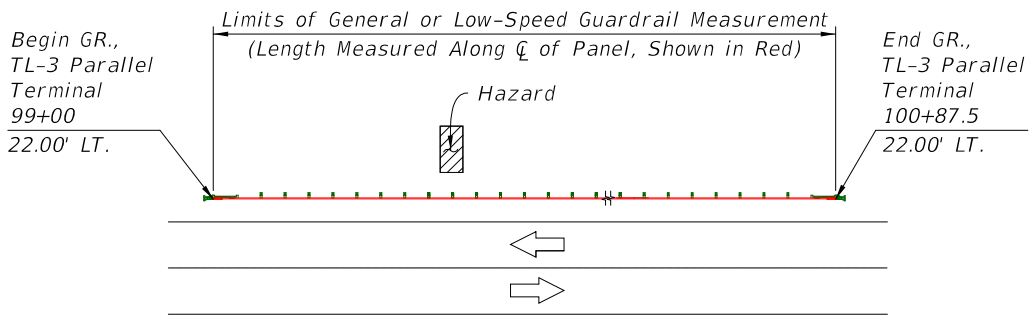 Limits of General or Low-Speed Guardrail Measurement
(Length Measured Along ℄ of Panel, Shown in Red)
Begin GR.,
TL-3 Parallel
Terminal
99+00
22.00' LT.
Hazard
End GR.,
TL-3 Parallel
Terminal
100+87.5
22.00' LT.